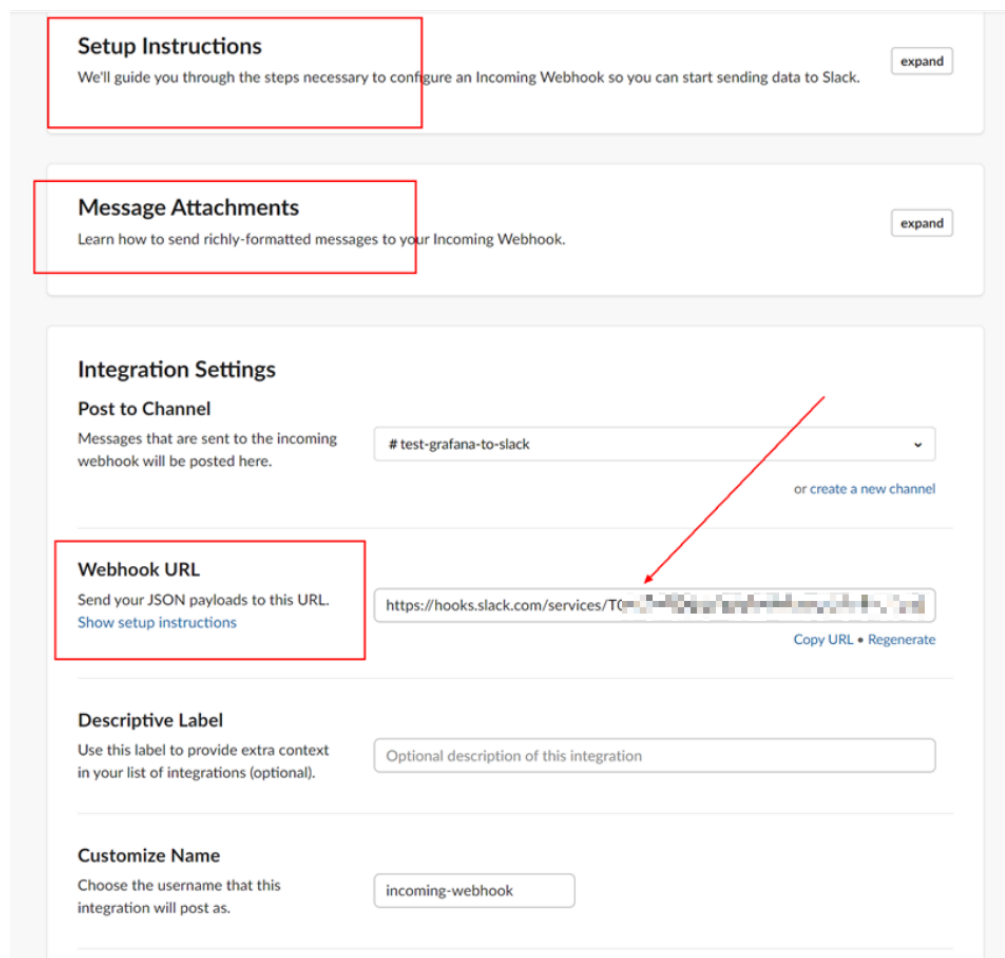 Setup Instructions
We'll guide you through the steps necessary to configure an Incoming Webhook so you can start sending data to Slack.
expand
Message Attachments
Learn how to send richly-formatted messages to your Incoming Webhook.
expand
Integration Settings
Post to Channel
Messages that are sent to the incoming
webhook will be posted here.
# test-grafana-to-slack
or create a new channel
Webhook URL
Send your JSON payloads to this URL.
Show setup instructions
https://hooks.slack.com/services/T
Copy URL • Regenerate
Descriptive Label
Use this label to provide extra context
in your list of integrations (optional).
Optional description of this integration
Customize Name
Choose the username that this
integration will post as.
incoming-webhook